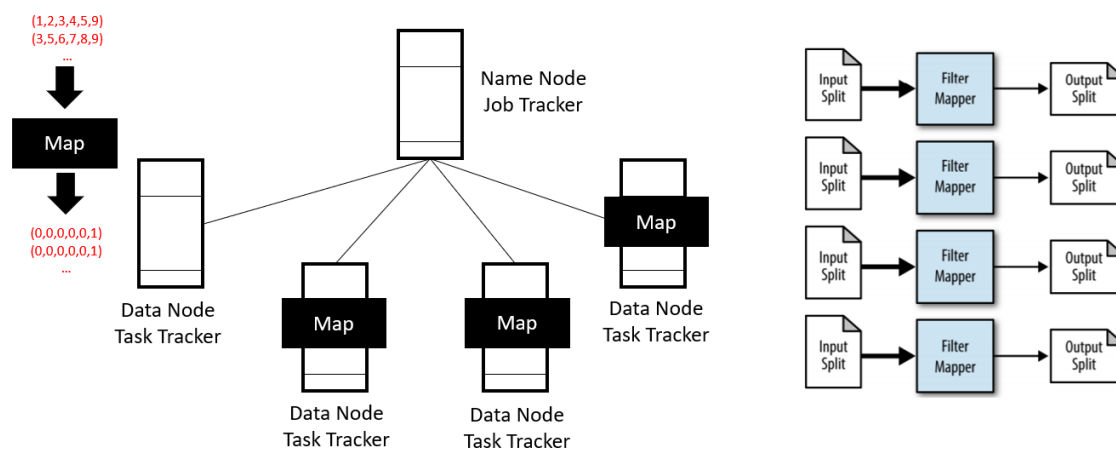 (1,2,3,4,5,9)
(3,5,6,7,8,9)
...
Map
(0,0,0,0,0,1)
(0,0,0,0,0,1)
...
Name Node
Job Tracker
Data Node
Task Tracker
Map
Data Node
Task Tracker
Map
Data Node
Task Tracker
Map
Data Node
Task Tracker
Input
Split
Filter
Mapper
Output
Split
Input
Split
Filter
Mapper
Output
Split
Input
Split
Filter
Mapper
Output
Split
Input
Split
Filter
Mapper
Output
Split